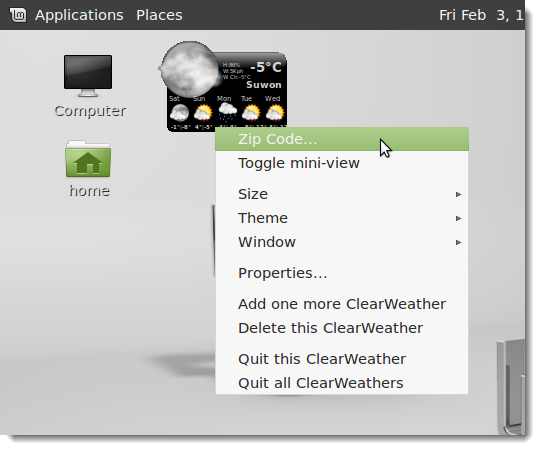 Applications Places Fri Feb 3, 1
H:86%
W:5Kph
W Ch:-5°C
-5°C
Suwon
Sat Sun Mon Tue Wed
-1°|-8° 4°|-5°
Computer
home
Zip Code...
Toggle mini-view
Size
Theme
Window
Properties...
Add one more ClearWeather
Delete this ClearWeather
Quit this ClearWeather
Quit all ClearWeathers